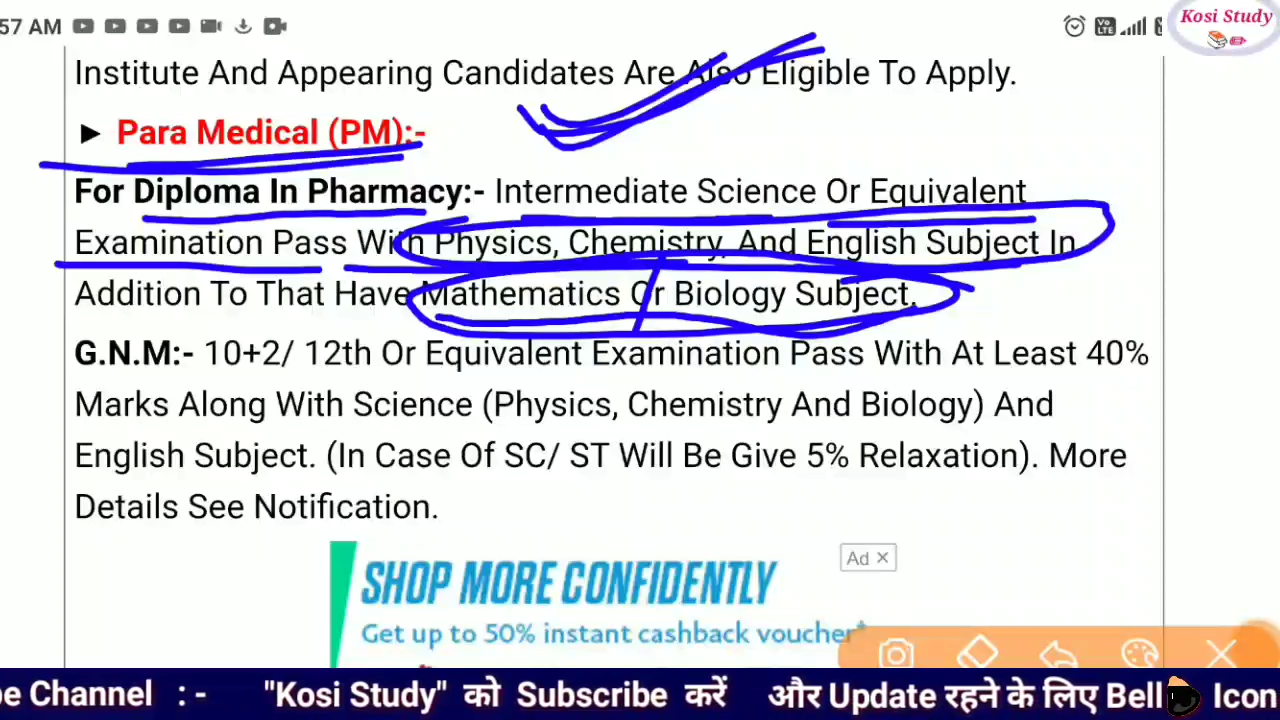 57 AM
Vo LTE
Kosi Study
Institute And Appearing Candidates Are Also Eligible To Apply.
► Para Medical (PM):-
For Diploma In Pharmacy:- Intermediate Science Or Equivalent
Examination Pass With Physics, Chemistry, And English Subject In
Addition To That Have Mathematics Or Biology Subject.
G.N.M:- 10+2/ 12th Or Equivalent Examination Pass With At Least 40%
Marks Along With Science (Physics, Chemistry And Biology) And
English Subject. (In Case Of SC/ ST Will Be Give 5% Relaxation). More
Details See Notification.
Ad ×
SHOP MORE CONFIDENTLY
Get up to 50% instant cashback voucher*
be Channel : - "Kosi Study" को Subscribe करें और Update रहने के लिए Bell Icon